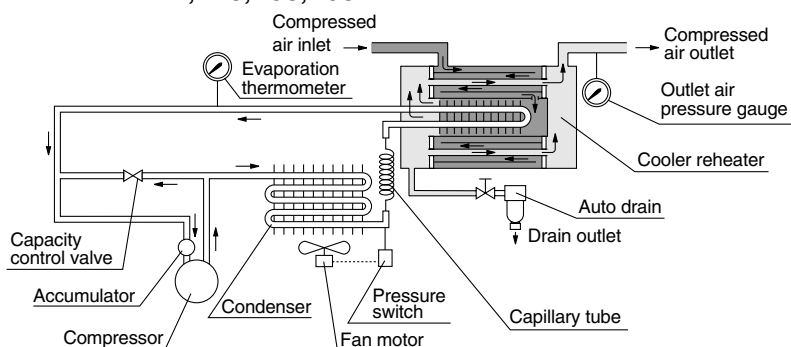 Compressed
air inlet
Compressed
air outlet
Evaporation
thermometer
Outlet air
pressure gauge
Cooler reheater
Auto drain
Drain outlet
Capacity
control valve
Accumulator
Condenser
Pressure
switch
Capillary tube
Compressor
Fan motor